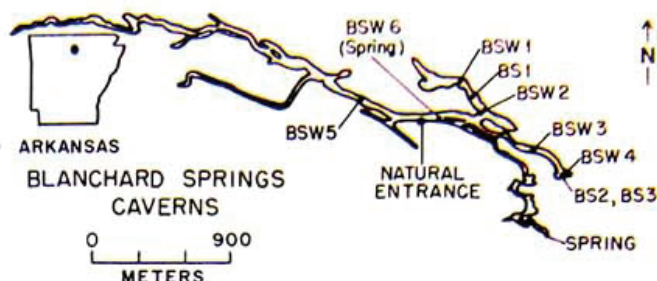 BSW 6
(Spring)
BSW 1
BS 1
BSW 2
N
BSW 3
BSW5
ARKANSAS
NATURAL
ENTRANCE
BSW 4
BS2, BS3
BLANCHARD SPRINGS
CAVERNS
SPRING
0 900
METERS